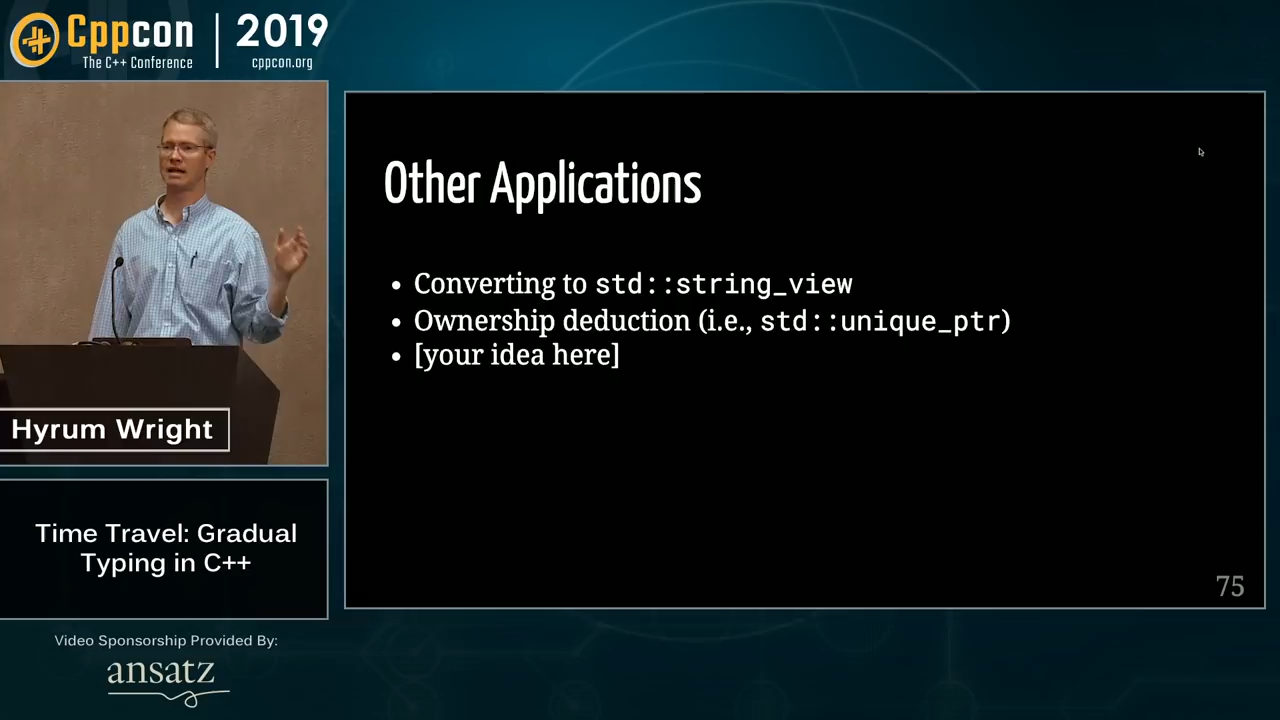 Cppcon
The C++ Conference
2019
cppcon.org
Other Applications
• Converting to std::string_view
• Ownership deduction (i.e., std::unique_ptr)
• [your idea here]
75
Hyrum Wright
Time Travel: Gradual
Typing in C++
Video Sponsorship Provided By:
ansatz